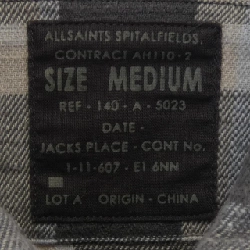 ALLSAINTS SPITALFIELDS,
CONTRACT AH110-2
SIZE MEDIUM
REF - 140 - A - 5023
DATE -
JACKS PLACE - CONT No.
1-11-607 - E1 6NN
LOT A ORIGIN - CHINA